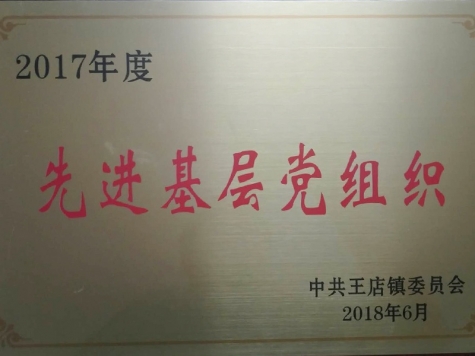 2017年度
先进基层党组织
中共王店镇委员会
2018年6月